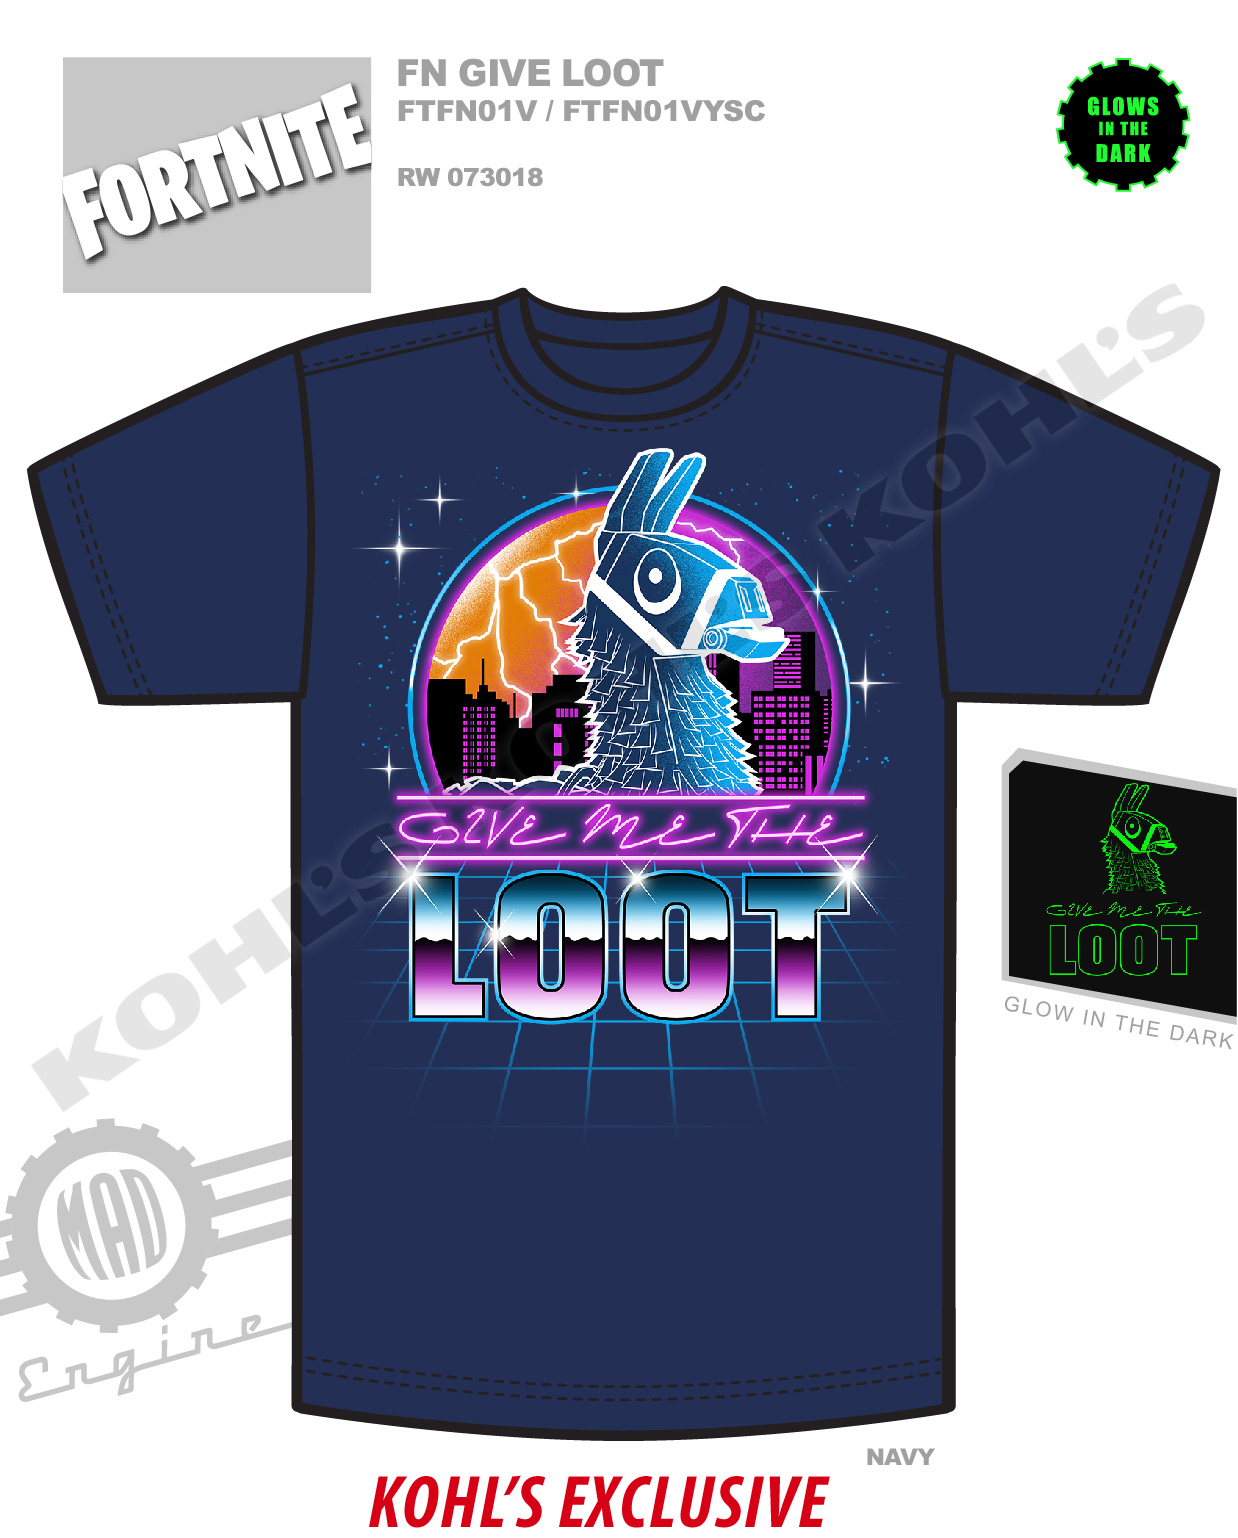 FORTNITE
FN GIVE LOOT
FTFN01V / FTFN01VYSC
RW 073018
GLOWS
IN THE
DARK
KOHL'S
KOHL'S
GIVE ME THE
LOOT
GIVE ME THE
LOOT
GLOW IN THE DARK
MAD
Engine
NAVY
KOHL'S EXCLUSIVE